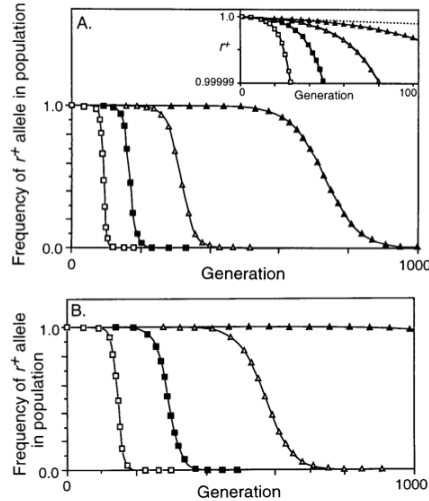 A.
Frequency of r+ allele in population
1.0
0.0
0
Generation
1000
1.0
r+
0.99999
0
Generation
100
B.
Frequency of r+ allele
in population
1.0
0.0
0
Generation
1000